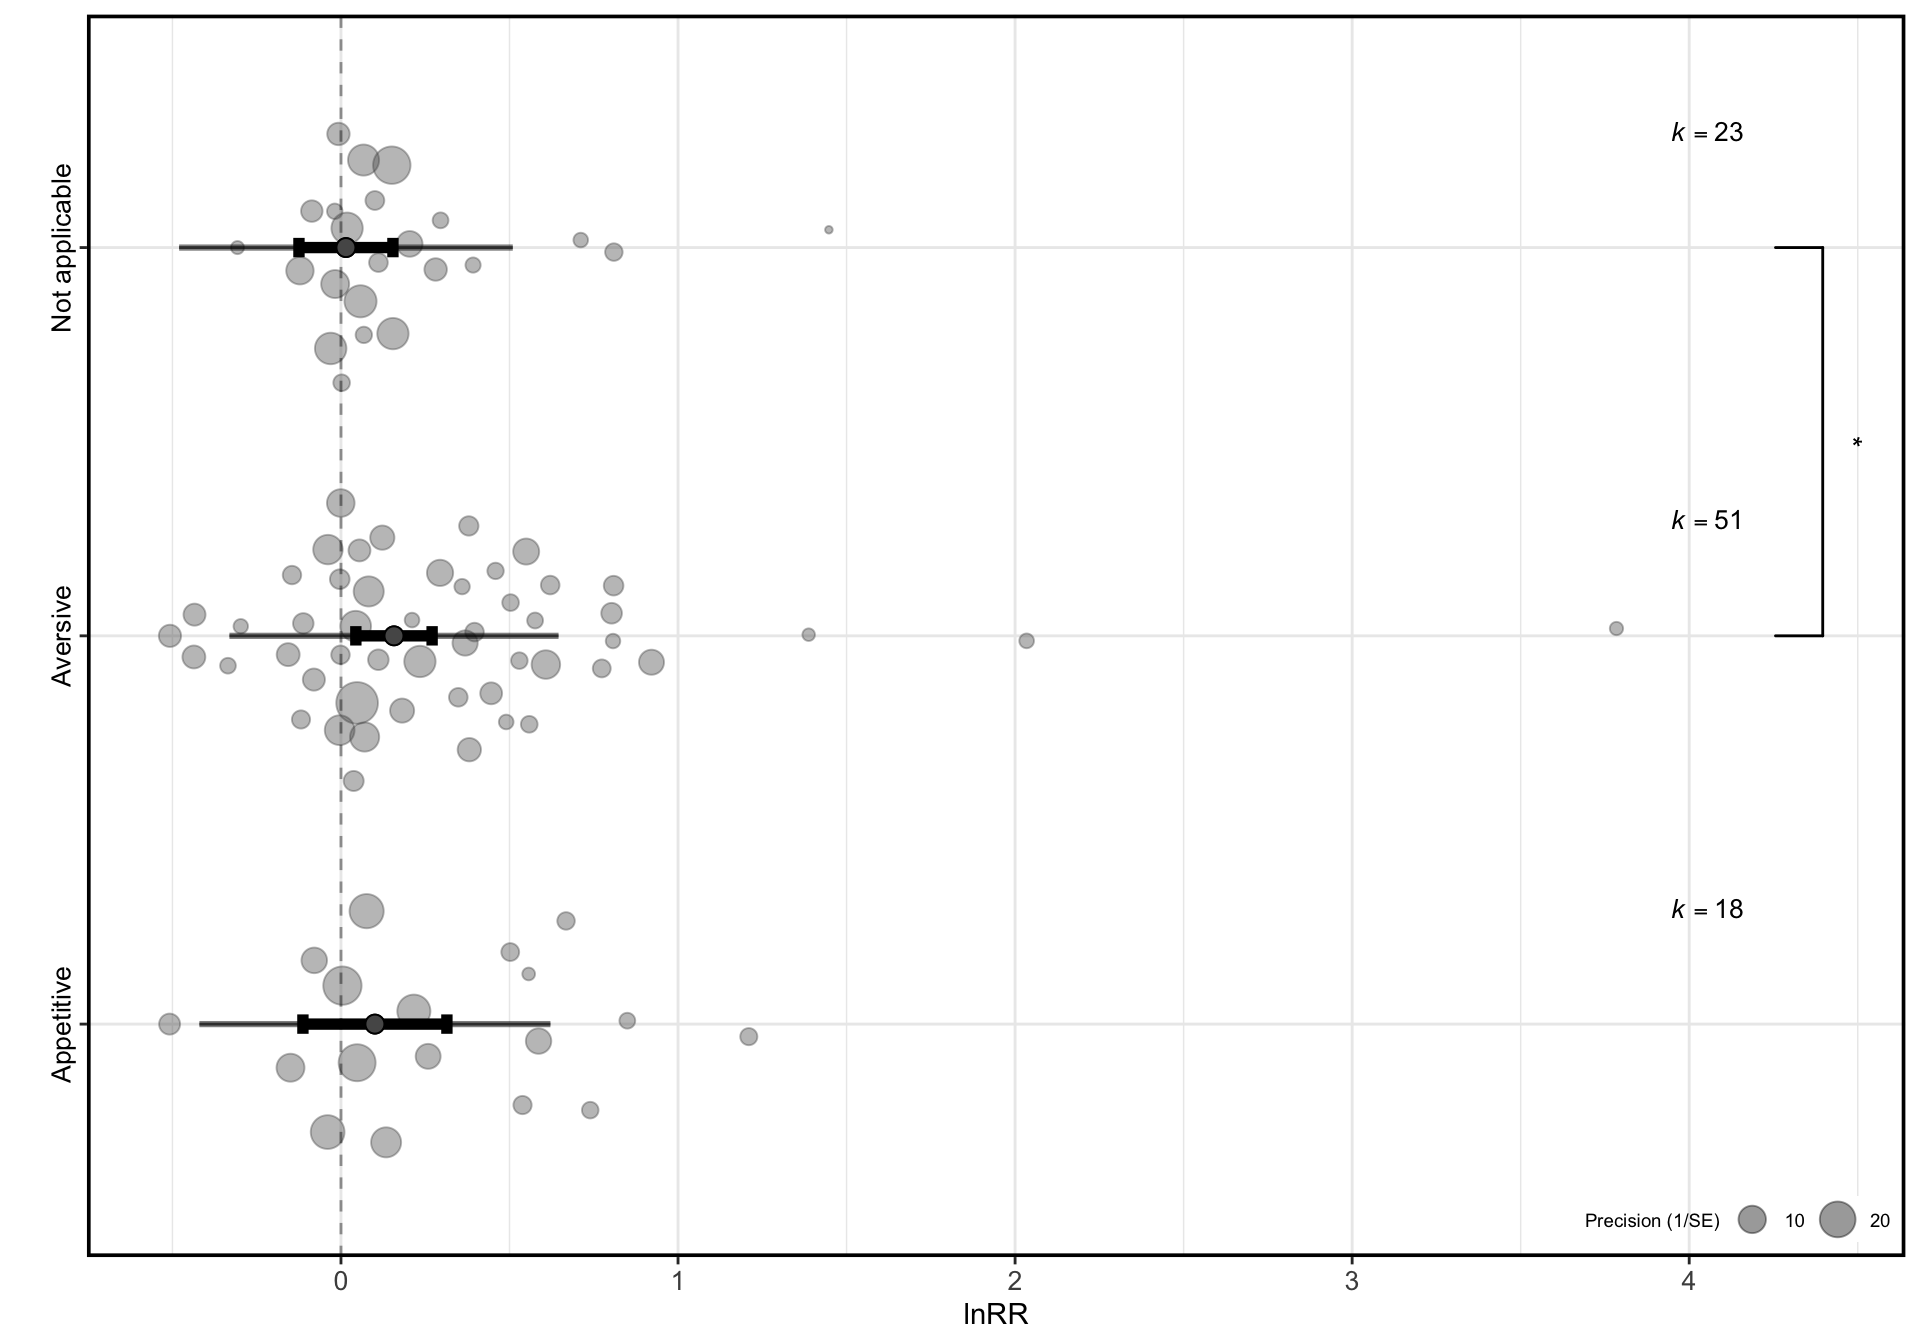 Not applicable
k = 23
*
Aversive
k = 51
Appetitive
k = 18
Precision (1/SE) 10 20
0 1 2 3 4
lnRR